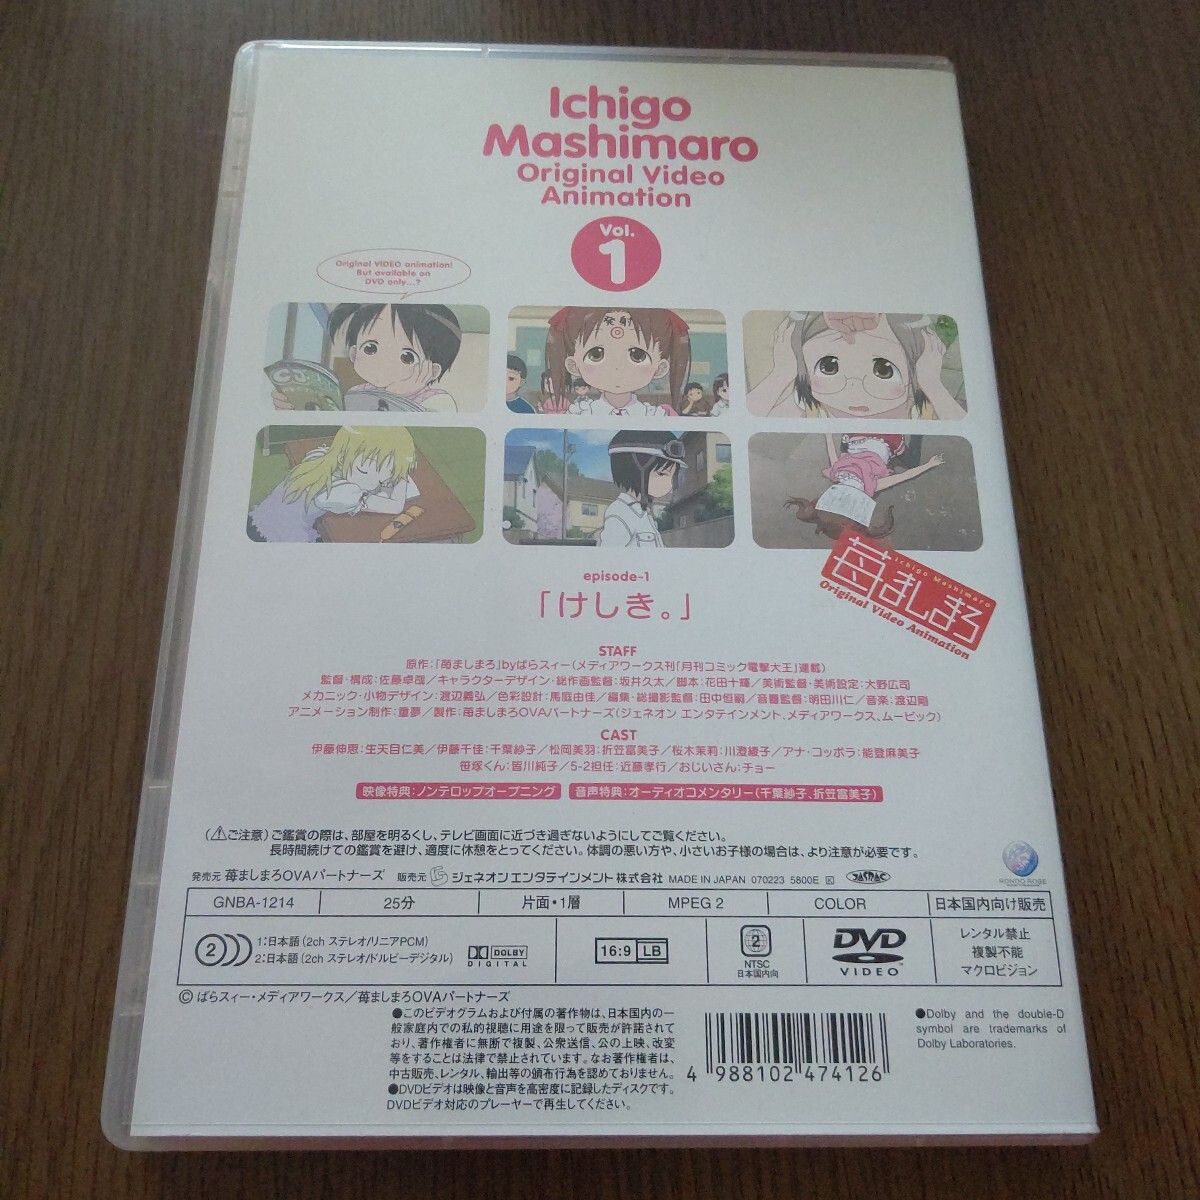 Ichigo
Mashimaro
Original Video
Animation
Vol.
1
Original VIDEO animation!
But available on
DVD only...?
発射
苺ましまろ
Ichigo Mashimaro
Original Video Animation
episode-1
「けしき。」
STAFF
原作:「苺ましまろ」byばらスィー(メディアワークス刊「月刊コミック電撃大王」連載)
監督・構成:佐藤卓哉/キャラクターデザイン・総作画監督:坂井久太/脚本:花田十輝/美術監督・美術設定:大野広司
メカニック・小物デザイン:渡辺義弘/色彩設計:馬庭由佳/編集・総撮影監督:田中恒嗣/音響監督:明田川仁/音楽:渡辺剛
アニメーション制作:童夢/製作:苺ましまろOVAパートナーズ(ジェネオン エンタテインメント、メディアワークス、ムービック)
CAST
伊藤伸恵:生天目仁美/伊藤千佳:千葉紗子/松岡美羽:折笠富美子/桜木茉莉:川澄綾子/アナ・コッポラ:能登麻美子
笹塚くん:皆川純子/5-2担任:近藤孝行/おじいさん:チョー
映像特典:ノンテロップオープニング 音声特典:オーディオコメンタリー(千葉紗子、折笠富美子)
(⚠ご注意)ご鑑賞の際は、部屋を明るくし、テレビ画面に近づき過ぎないようにしてご覧ください。
長時間続けての鑑賞を避け、適度に休憩をとってください。体調の悪い方や、小さいお子様の場合は、より注意が必要です。
発売元 苺ましまろOVAパートナーズ 販売元 ジェネオン エンタテインメント株式会社 MADE IN JAPAN 070223 5800E K JASRAC
HONDO-ROBE
GNBA-1214 25分 片面・1層 MPEG 2 COLOR 日本国内向け販売
2 1:日本語(2ch ステレオ/リニアPCM)
2:日本語(2ch ステレオ/ドルビーデジタル)
DOLBY
DIGITAL
16:9 LB
2
NTSC
日本国内向
DVD
VIDEO
レンタル禁止
複製不能
マクロビジョン
© ばらスィー・メディアワークス/苺ましまろOVAパートナーズ
●このビデオグラムおよび付属の著作物は、日本国内の一
般家庭内での私的視聴に用途を限って販売が許諾されて
おり、著作権者に無断で複製、公衆送信、公の上映、改変
等をすることは法律で禁止されています。なお著作権者は、
中古販売、レンタル、輸出等の頒布行為を認めておりません。
●DVDビデオは映像と音声を高密度に記録したディスクです。
DVDビデオ対応のプレーヤーで再生してください。
4 988102 474126
●Dolby and the double-D
symbol are trademarks of
Dolby Laboratories.